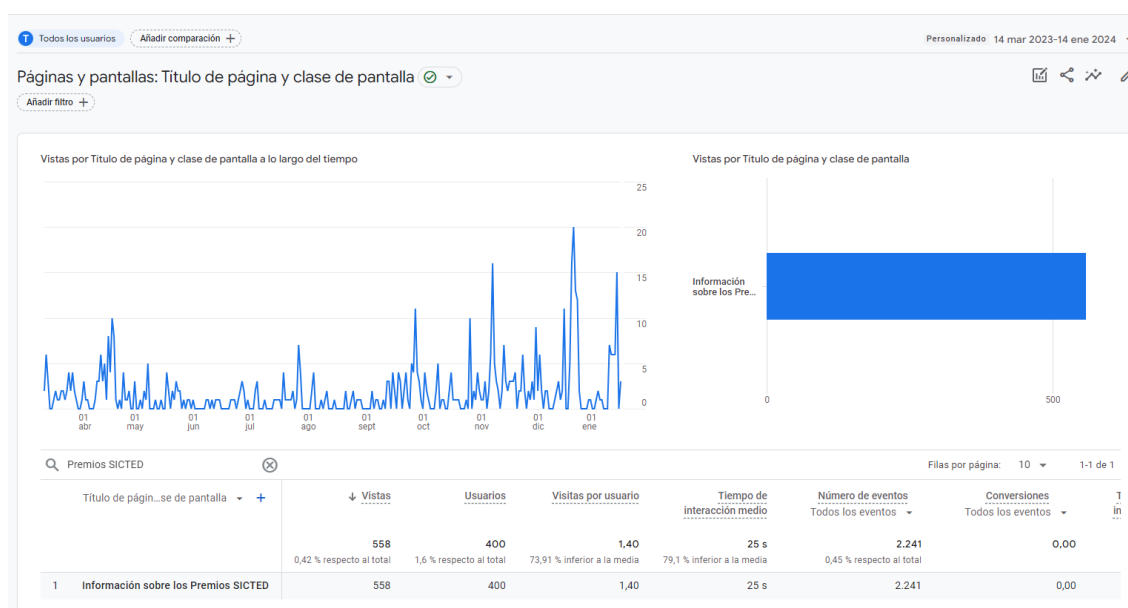 T Todos los usuarios Añadir comparación + Personalizado 14 mar 2023-14 ene 2024
Páginas y pantallas: Título de página y clase de pantalla
Añadir filtro +
Vistas por Título de página y clase de pantalla a lo largo del tiempo
25
20
15
10
5
0
01 abr
01 may
01 jun
01 jul
01 ago
01 sept
01 oct
01 nov
01 dic
01 ene
Vistas por Título de página y clase de pantalla
Información
sobre los Pre...
0 500
Premios SICTED
Filas por página: 10 1-1 de 1
Título de págin...se de pantalla + ↓ Vistas Usuarios Visitas por usuario Tiempo de interacción medio Número de eventos Todos los eventos Conversiones Todos los eventos T in
558 400 1,40 25 s 2.241 0,00
0,42 % respecto al total 1,6 % respecto al total 73,91 % inferior a la media 79,1 % inferior a la media 0,45 % respecto al total
1 Información sobre los Premios SICTED 558 400 1,40 25 s 2.241 0,00